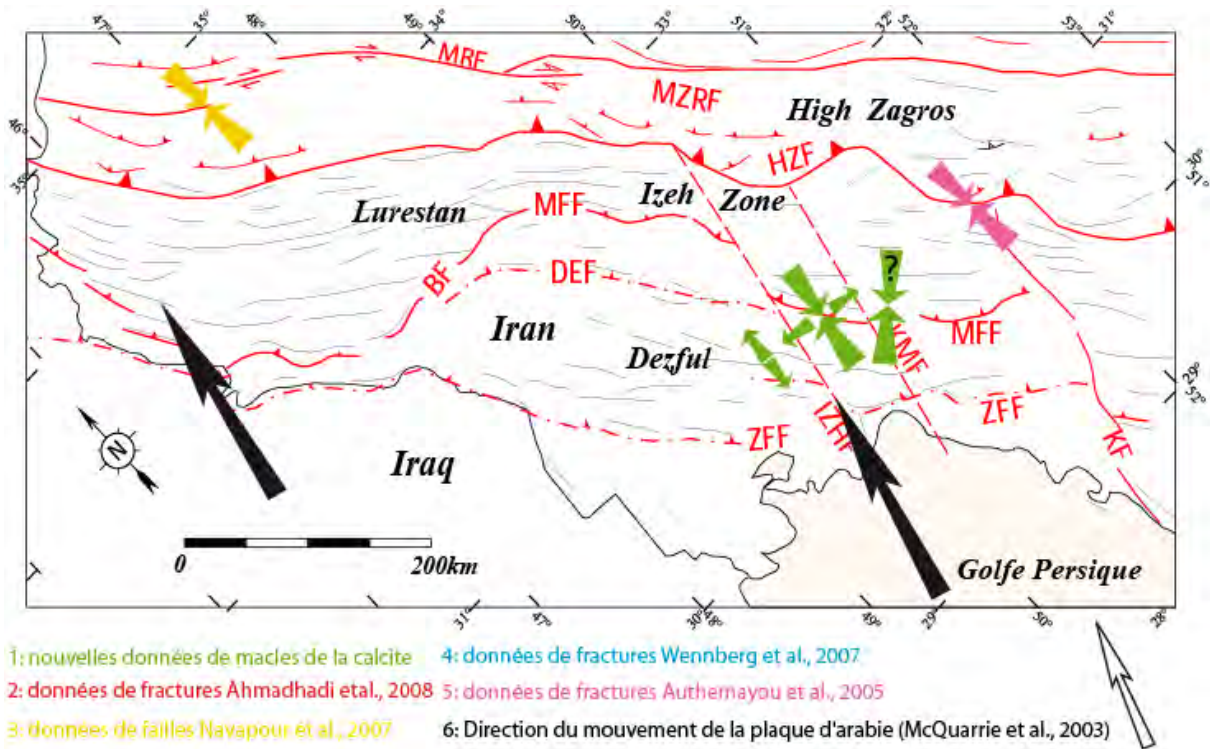 47° 35° 48° 49° 34° 50° 33° 51° 32° 52° 53° 31°
MRF
MZRF
High Zagros
46°
35°
30°
51°
HZF
Izeh Zone
Lurestan
MFF
?
DEF
BF
Iran
MFF
KMF
Dezful
29°
52°
IZHF
ZFF
ZFF
KF
N
Iraq
0 200km
Golfe Persique
31° 47° 30° 48° 49° 29° 50° 28°
1: nouvelles données de macles de la calcite
2: données de fractures Ahmadhadi etal., 2008
3: données de failles Navapour et al., 2007
4: données de fractures Wennberg et al., 2007
5: données de fractures Authemayou et al., 2005
6: Direction du mouvement de la plaque d'arabie (McQuarrie et al., 2003)